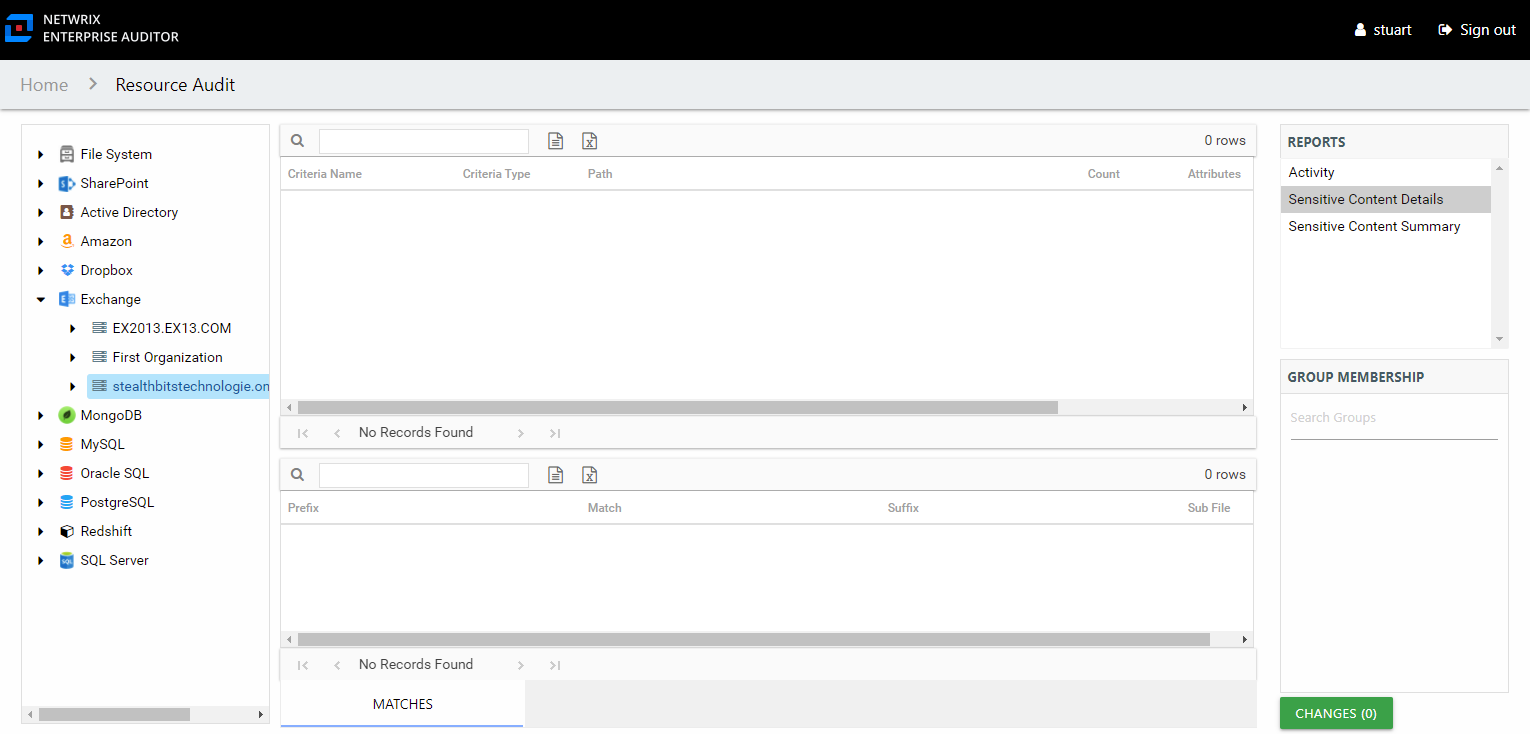 NETWRIX
ENTERPRISE AUDITOR
stuart
Sign out
Home > Resource Audit
File System
SharePoint
Active Directory
Amazon
Dropbox
Exchange
EX2013.EX13.COM
First Organization
stealthbitstechnologie.on
MongoDB
MySQL
Oracle SQL
PostgreSQL
Redshift
SQL Server
0 rows
Criteria Name Criteria Type Path Count Attributes
No Records Found
0 rows
Prefix Match Suffix Sub File
No Records Found
MATCHES
REPORTS
Activity
Sensitive Content Details
Sensitive Content Summary
GROUP MEMBERSHIP
Search Groups
CHANGES (0)